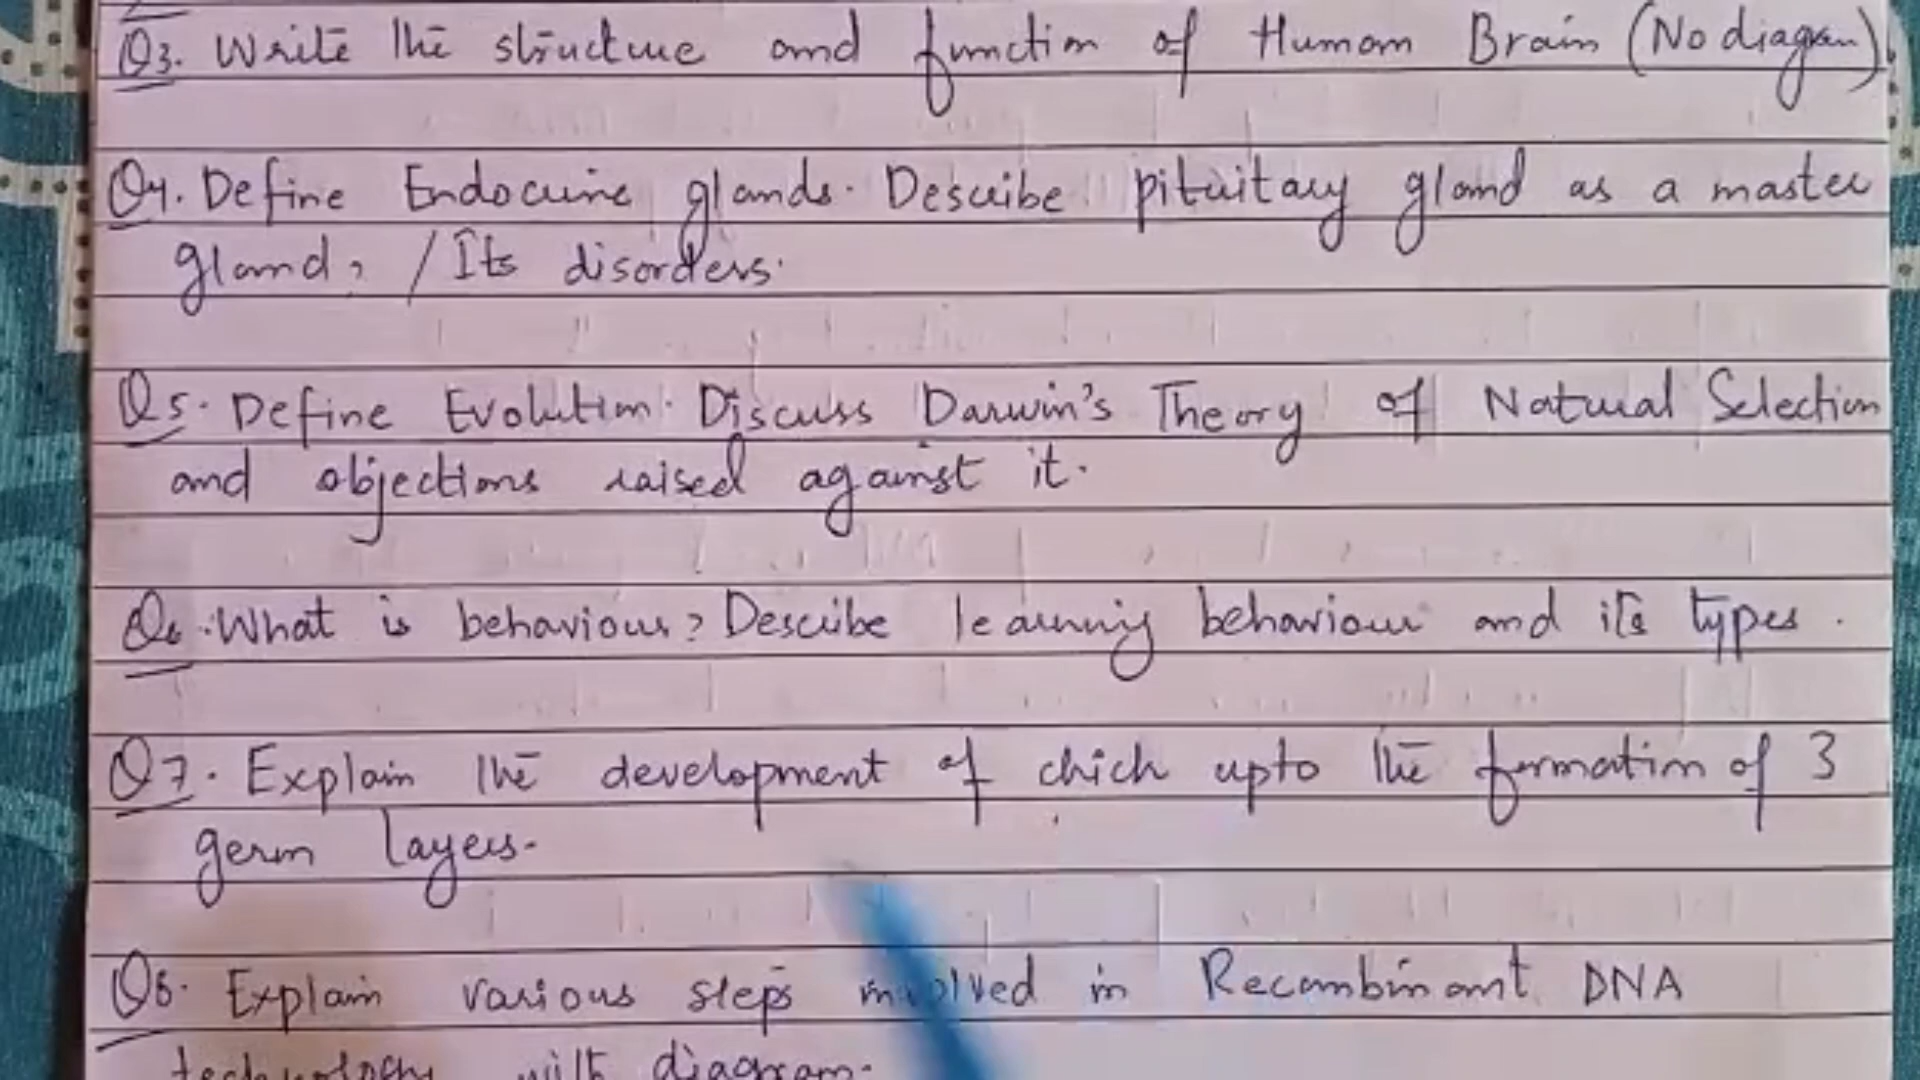 Q3. Write the structure and function of Human Brain (No diagram)
Q4. Define Endocrine glands. Describe pituitary gland as a master
gland, / Its disorders.
Q5. Define Evolution. Discuss Darwin's Theory of Natural Selection
and objections raised against it.
Q6. What is behaviour? Describe learning behaviour and its types.
Q7. Explain the development of chick upto the formation of 3
germ layers.
Q8. Explain various steps involved in Recombinant DNA
technology with diagram.